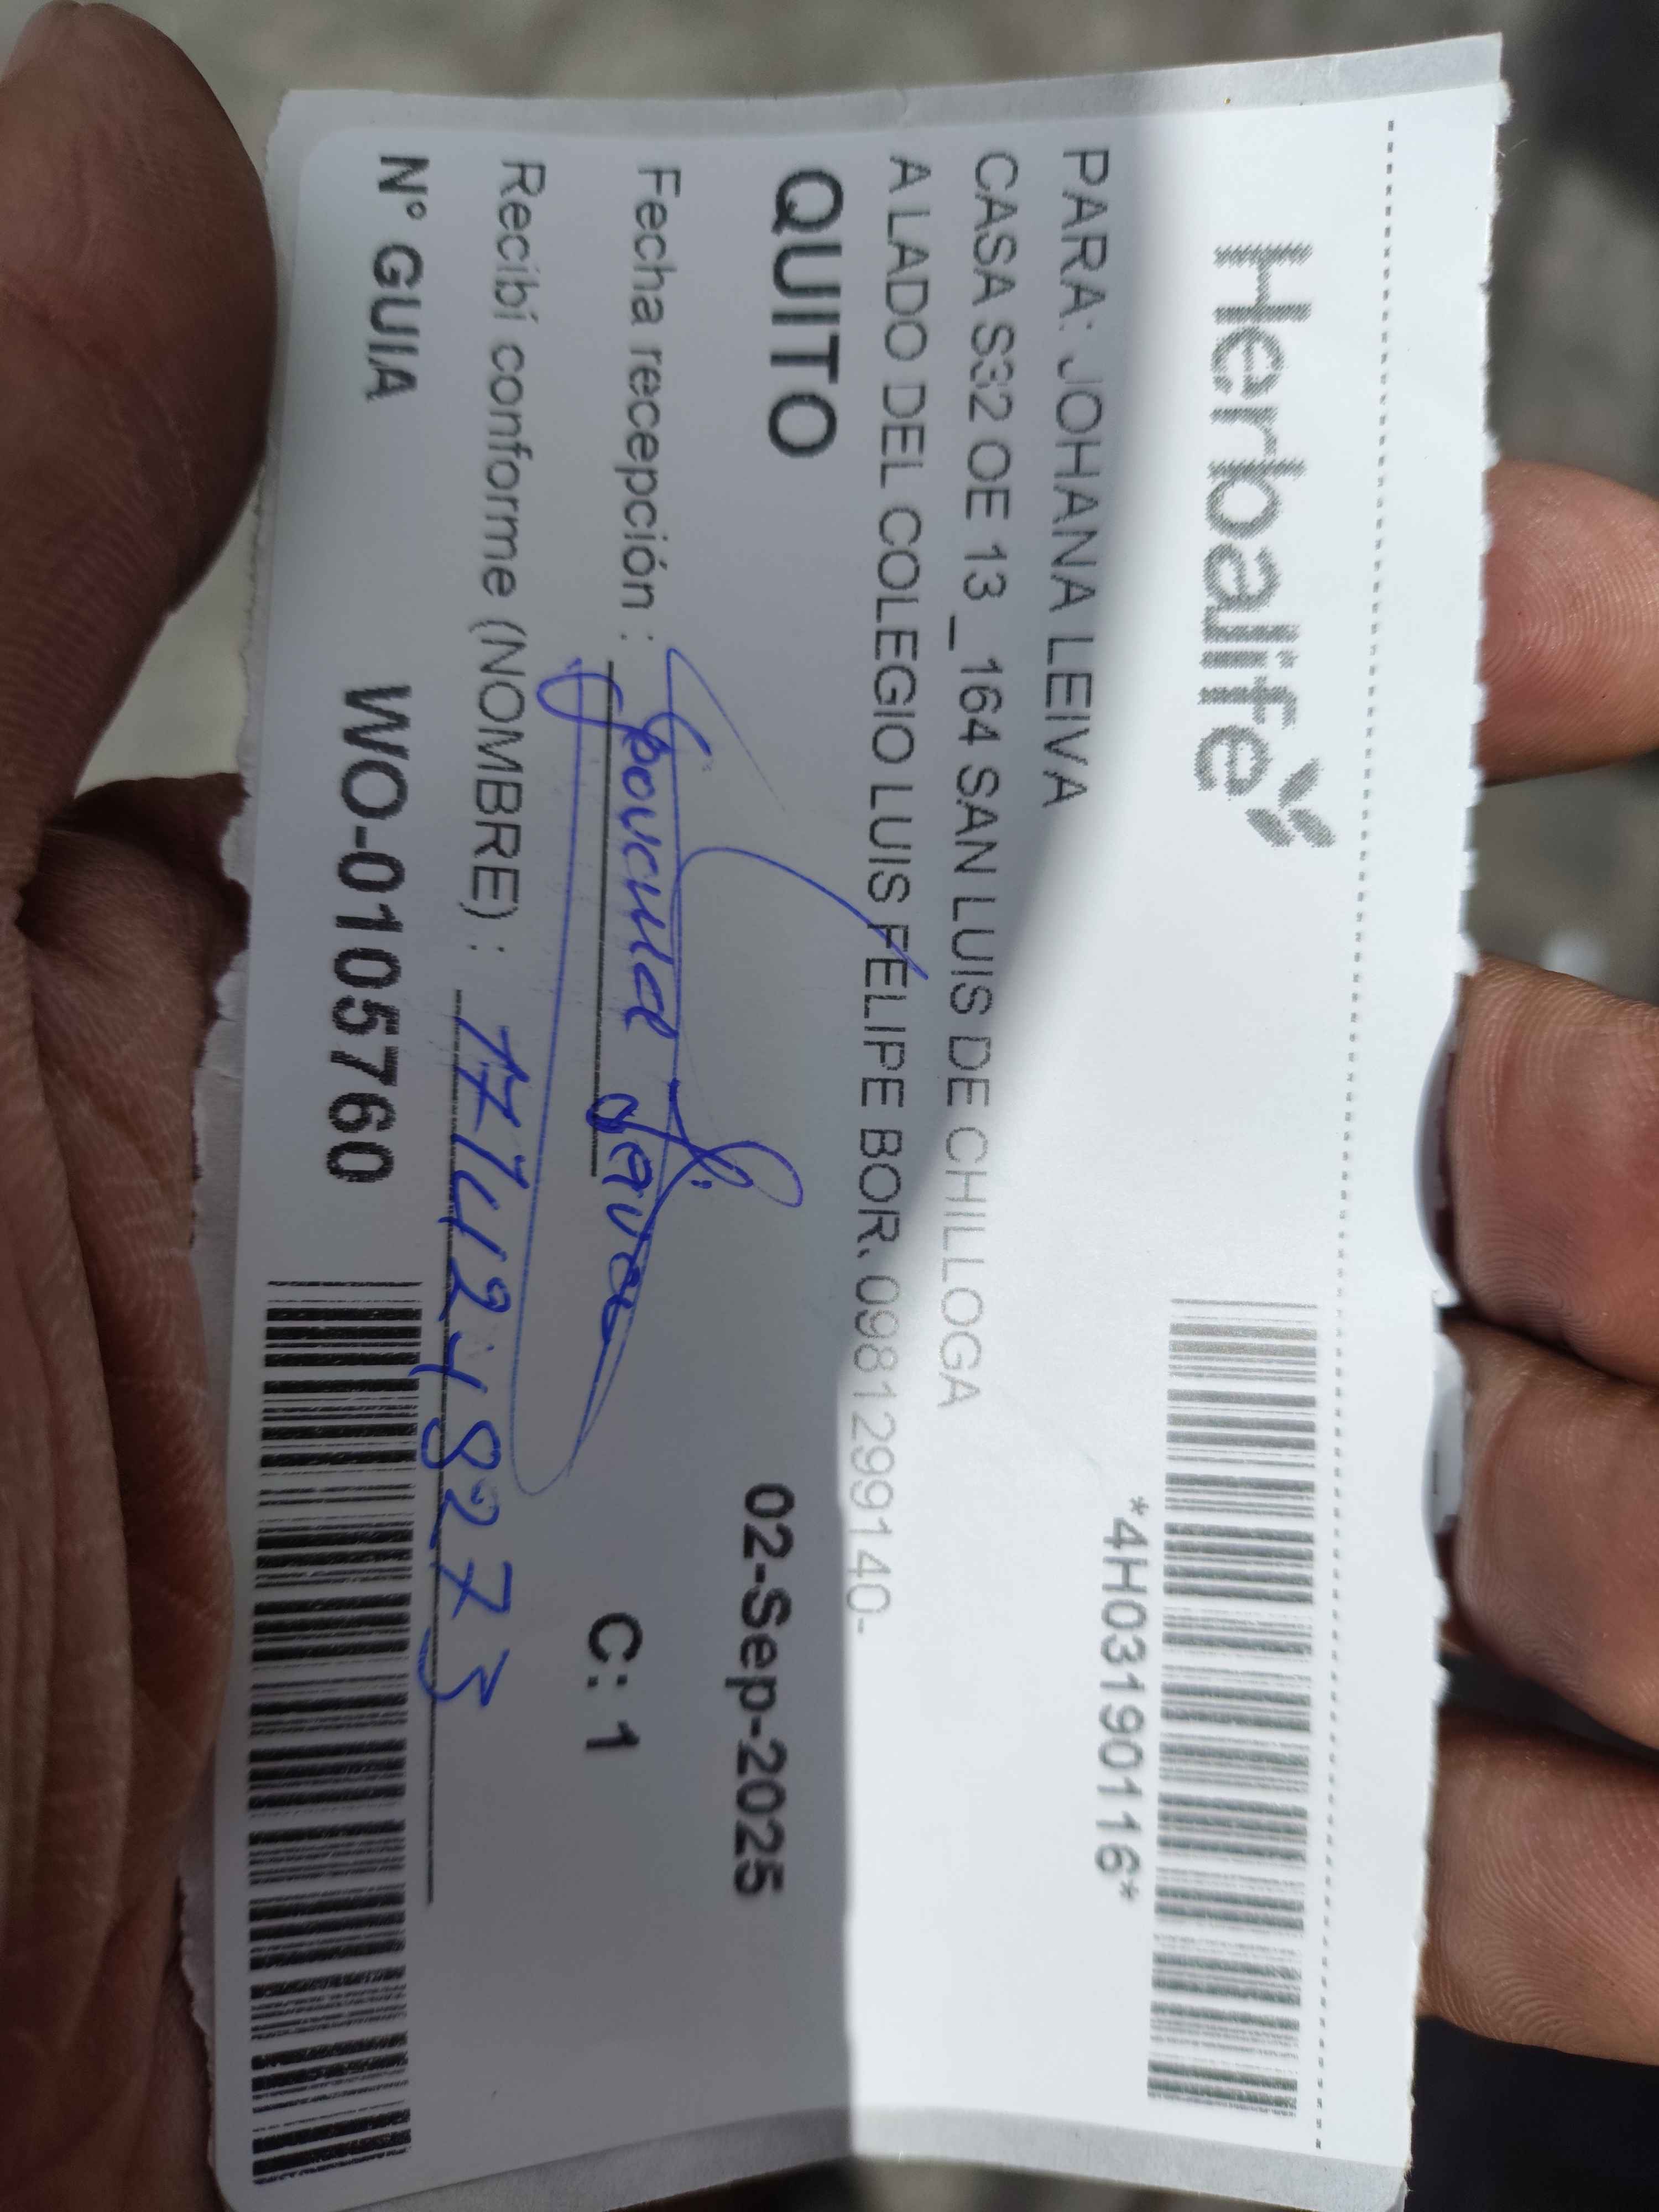 Herbalife
*4H03190116*
PARA: JOHANA LEIVA
CASA S32 OE 13_164 SAN LUIS DE CHILLOGA
A LADO DEL COLEGIO LUIS FELIPE BOR. 0981299140-
QUITO
02-Sep-2025
Fecha recepción :
C: 1
Recibí conforme (NOMBRE) :
N° GUIA WO-0105760